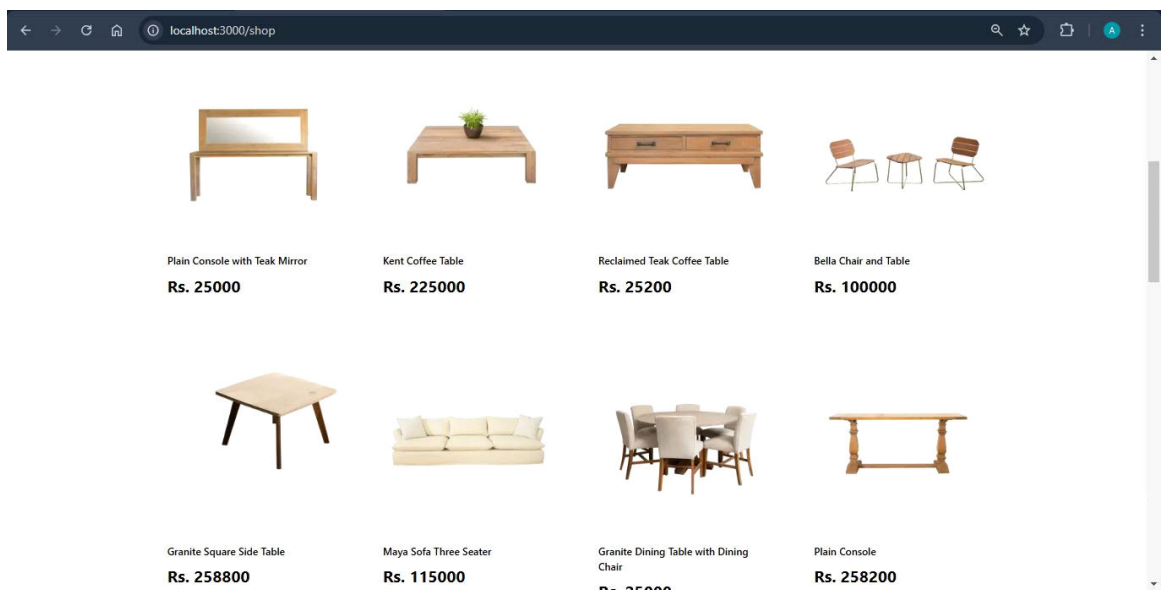 localhost:3000/shop
A
Plain Console with Teak Mirror
Kent Coffee Table
Reclaimed Teak Coffee Table
Bella Chair and Table
Rs. 25000
Rs. 225000
Rs. 25200
Rs. 100000
Granite Square Side Table
Maya Sofa Three Seater
Granite Dining Table with Dining
Chair
Plain Console
Rs. 258800
Rs. 115000
Rs. 258200